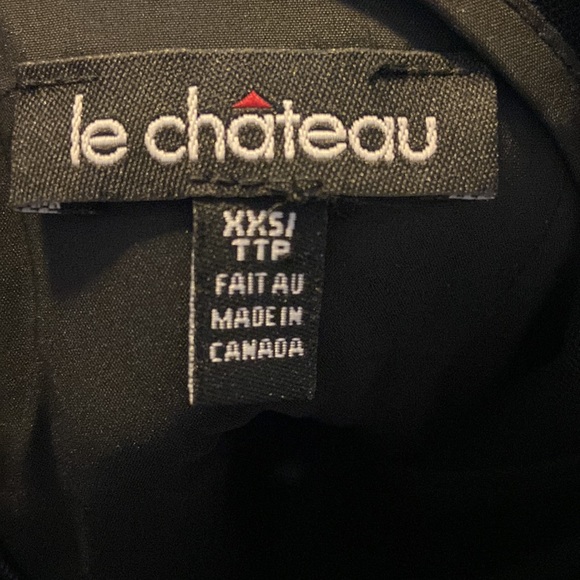 le château
XXS/
TTP
FAIT AU
MADE IN
CANADA